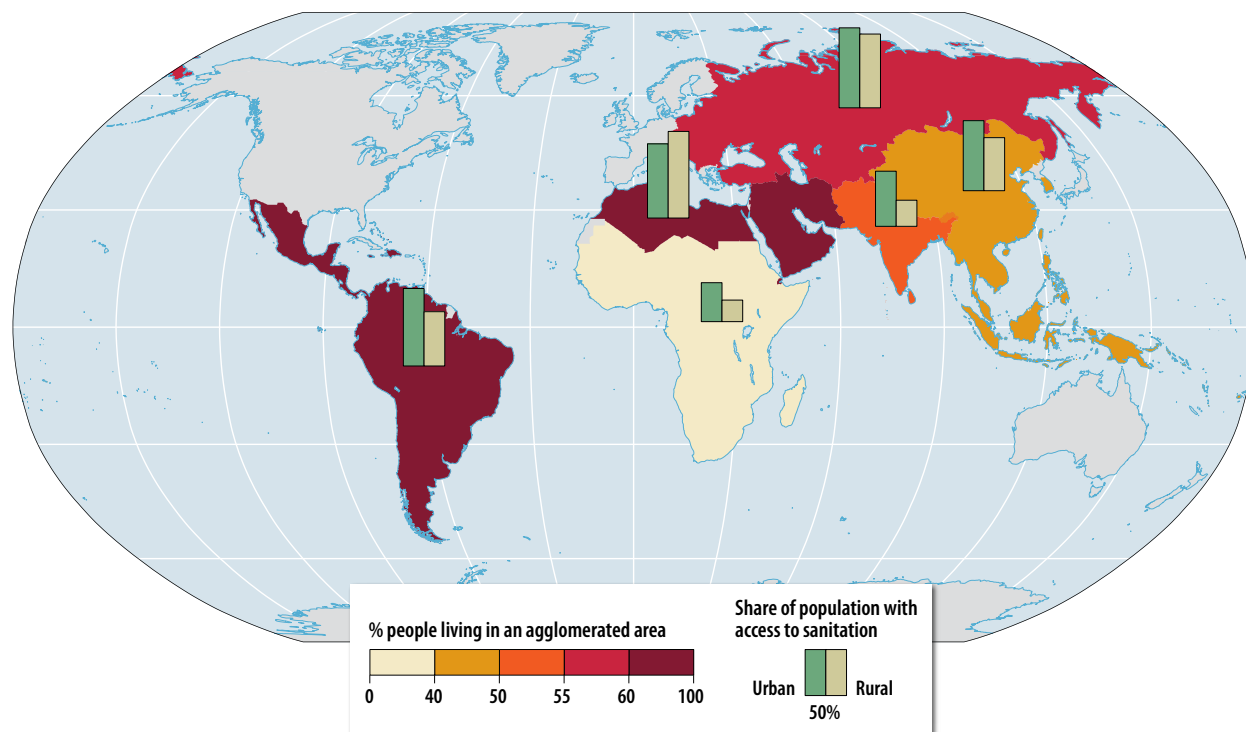 % people living in an agglomerated area
0 40 50 55 60 100
Share of population with
access to sanitation
Urban Rural
50%